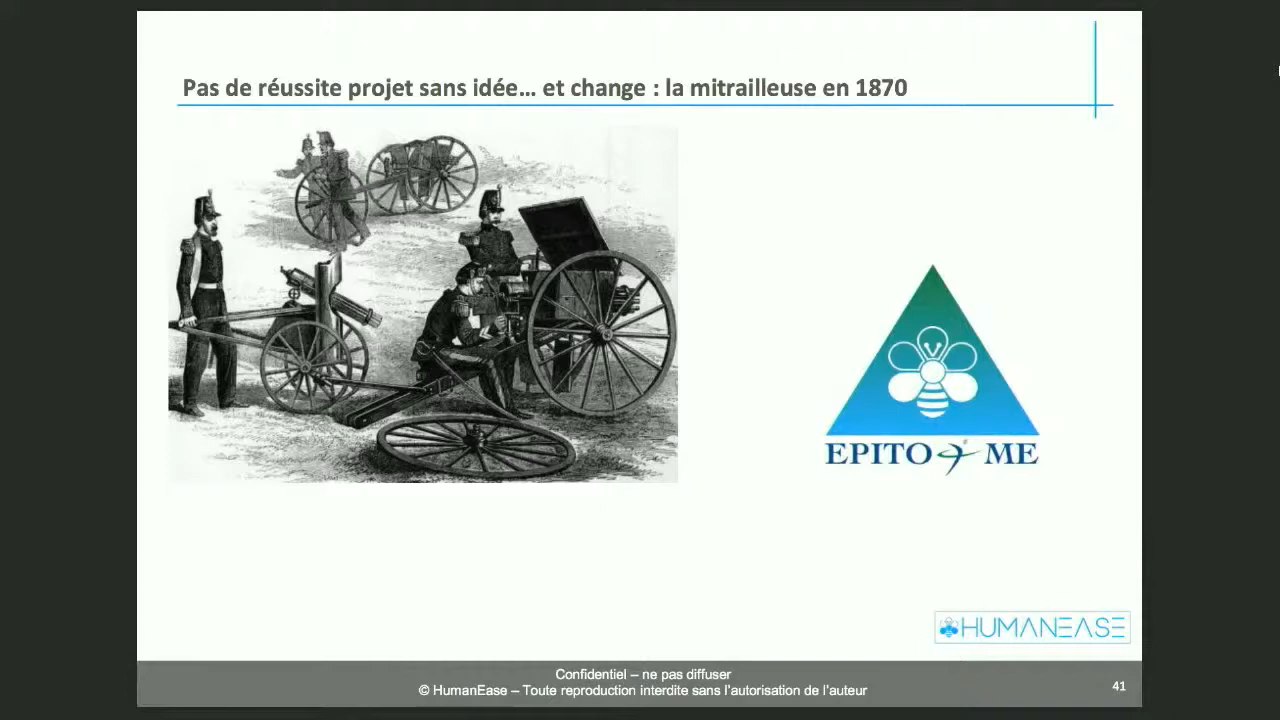 Pas de réussite projet sans idée... et change : la mitrailleuse en 1870
EPITO ME
HUMANEASE
Confidentiel – ne pas diffuser
© HumanEase – Toute reproduction interdite sans l'autorisation de l'auteur
41